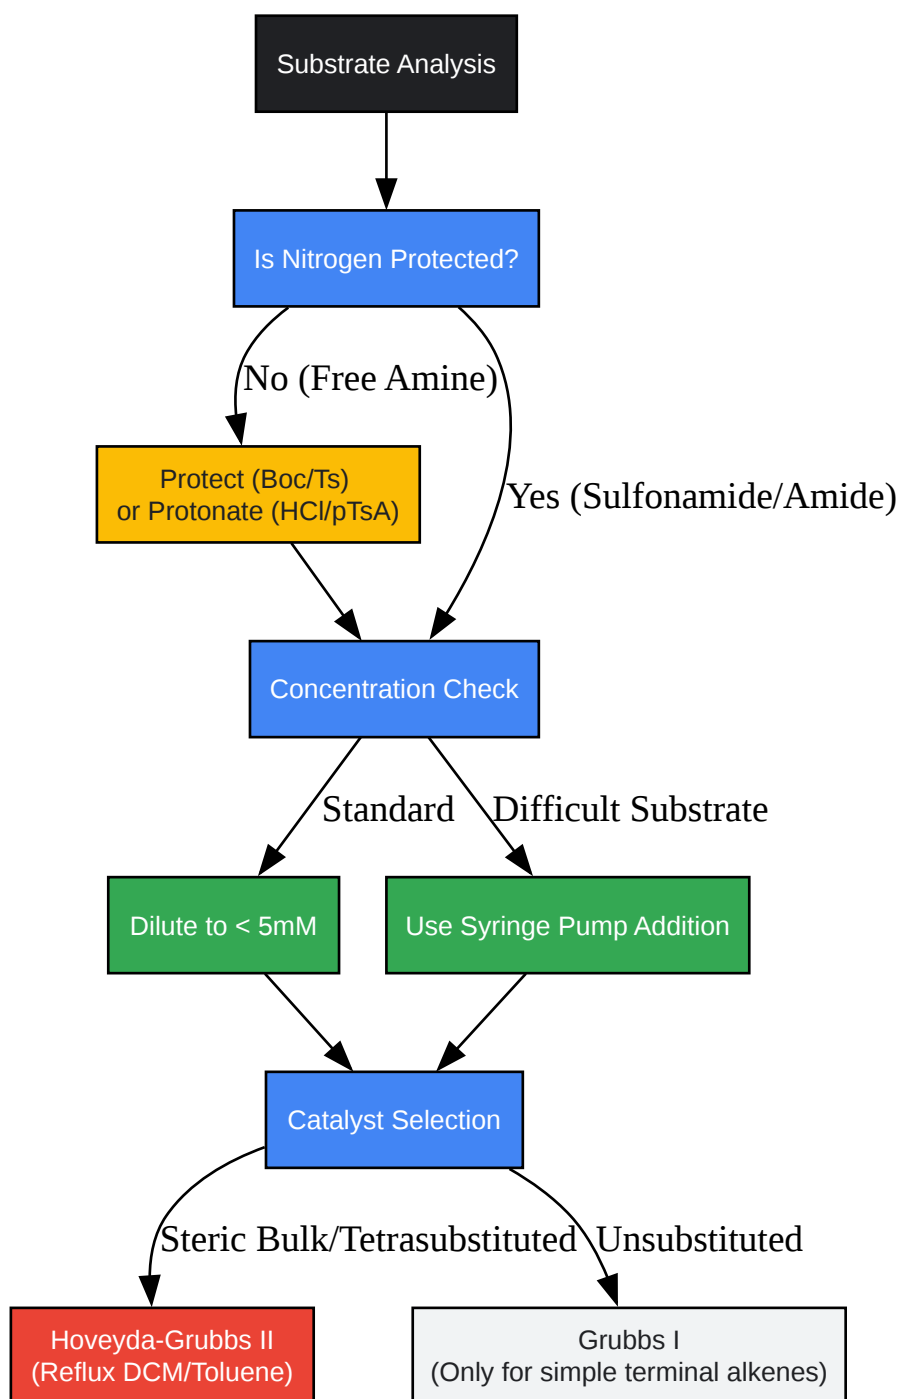 Substrate Analysis
Is Nitrogen Protected?
No (Free Amine)
Protect (Boc/Ts)
or Protonate (HCl/pTsA)
Yes (Sulfonamide/Amide)
Concentration Check
Standard
Difficult Substrate
Dilute to < 5mM
Use Syringe Pump Addition
Catalyst Selection
Steric Bulk/Tetrasubstituted
Unsubstituted
Hoveyda-Grubbs II
(Reflux DCM/Toluene)
Grubbs I
(Only for simple terminal alkenes)